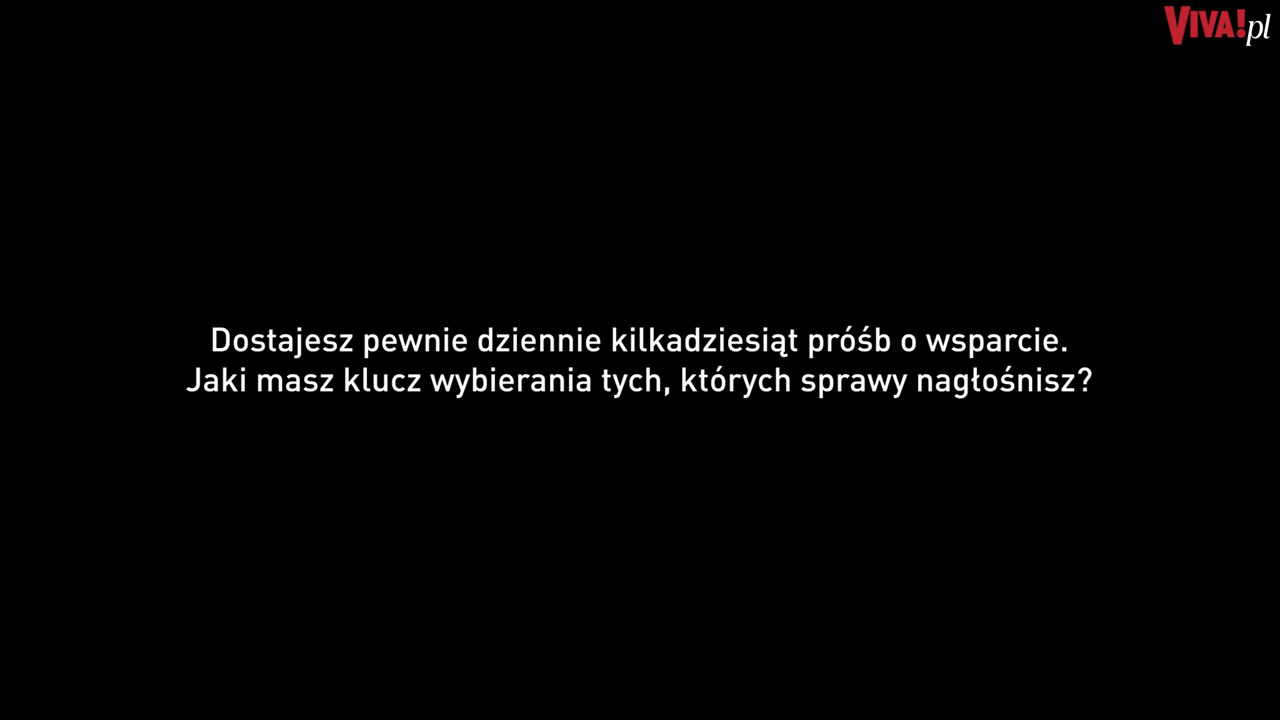 VIVA!pl
Dostajesz pewnie dziennie kilkadziesiąt próśb o wsparcie.
Jaki masz klucz wybierania tych, których sprawy nagłośnisz?